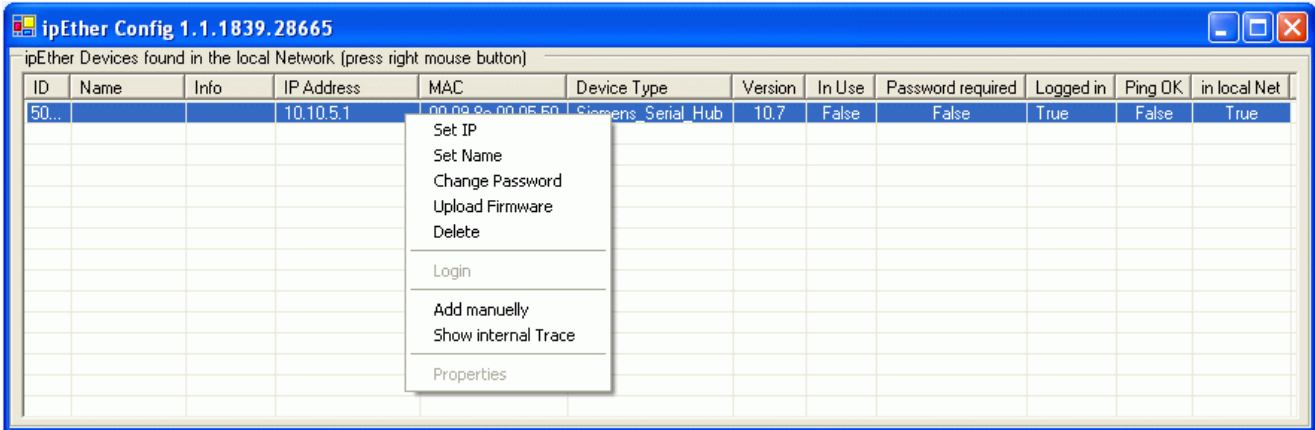 ipEther Config 1.1.1839.28665
ipEther Devices found in the local Network (press right mouse button)
ID Name Info IP Address MAC Device Type Version In Use Password required Logged in Ping OK in local Net
50... 10.10.5.1 Siemens_Serial_Hub 10.7 False False True False True
Set IP
Set Name
Change Password
Upload Firmware
Delete
Login
Add manuelly
Show internal Trace
Properties